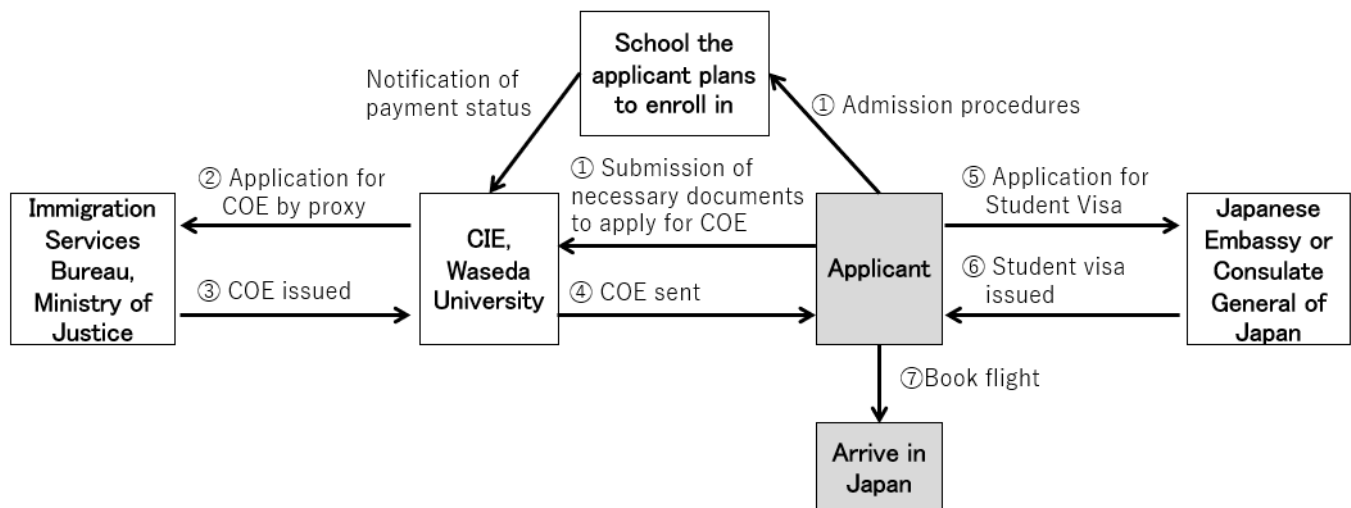 School the
applicant plans
to enroll in
Notification of
payment status
① Admission procedures
② Application for
COE by proxy
① Submission of
necessary documents
to apply for COE
⑤ Application for
Student Visa
Immigration
Services
Bureau,
Ministry of
Justice
CIE,
Waseda
University
Applicant
Japanese
Embassy or
Consulate
General of
Japan
③ COE issued
④ COE sent
⑥ Student visa
issued
⑦Book flight
Arrive in
Japan